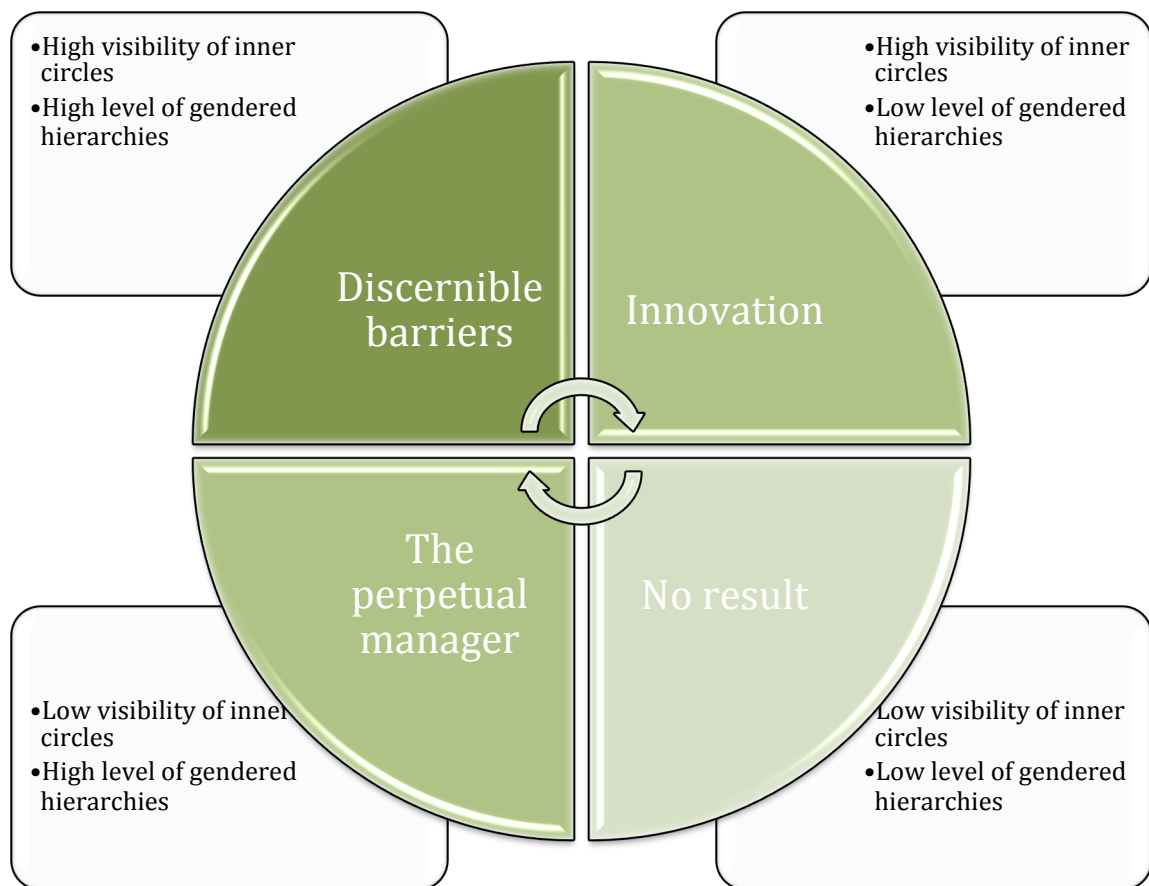 •High visibility of inner
circles
•High level of gendered
hierarchies
•High visibility of inner
circles
•Low level of gendered
hierarchies
Discernible
barriers
Innovation
The
perpetual
manager
No result
•Low visibility of inner
circles
•High level of gendered
hierarchies
Low visibility of inner
circles
•Low level of gendered
hierarchies